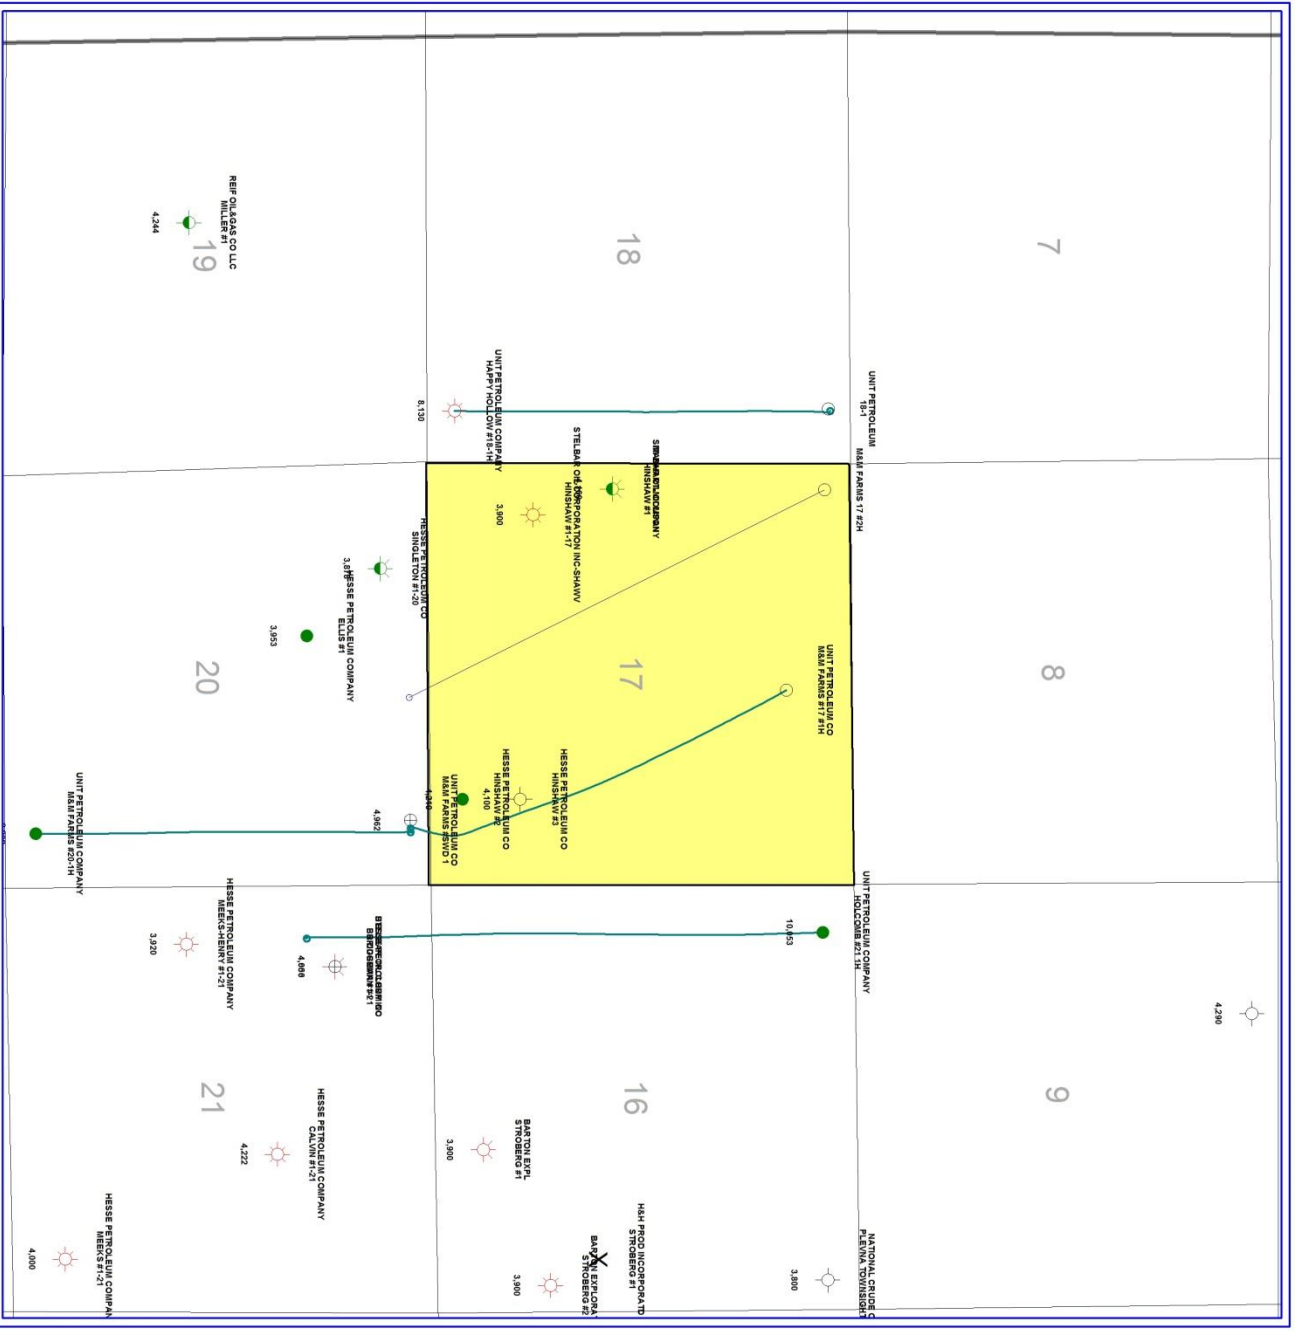 7
UNIT PETROLEUM
18-1
M&M FARMS 17 #2H
8
UNIT PETROLEUM CO
M&M FARMS #17 #1H
UNIT PETROLEUM COMPANY
HOLCOMB #21 1H
10,053
4,290
9
NATIONAL CRUDE C
PLEVNA TOWNSIGHT
3,800
18
UNIT PETROLEUM COMPANY
HAPPY HOLLOW #18-1H
8,130
HINSHAW #1
STELBAR OIL CORPORATION INC-SHAWV
HINSHAW #1-17
3,900
17
HESSE PETROLEUM CO
HINSHAW #3
HESSE PETROLEUM CO
HINSHAW #2
4,100
UNIT PETROLEUM CO
M&M FARMS #SWD 1
16
H&H PROD INCORPORATD
STROBERG #1
BARTON EXPL
STROBERG #1
3,900
BARTON EXPLORA
STROBERG #2
3,900
X
19
REIF OIL&GAS CO LLC
MILLER #1
4,244
HESSE PETROLEUM CO
SINGLETON #1-20
HESSE PETROLEUM COMPANY
ELLIS #1
3,953
20
4,962
UNIT PETROLEUM COMPANY
M&M FARMS #20-1H
4,666
HESSE PETROLEUM COMPANY
MEEKS-HENRY #1-21
3,920
21
HESSE PETROLEUM COMPANY
CALVIN #1-21
4,222
HESSE PETROLEUM COMPAN
MEEKS #1-21
4,000